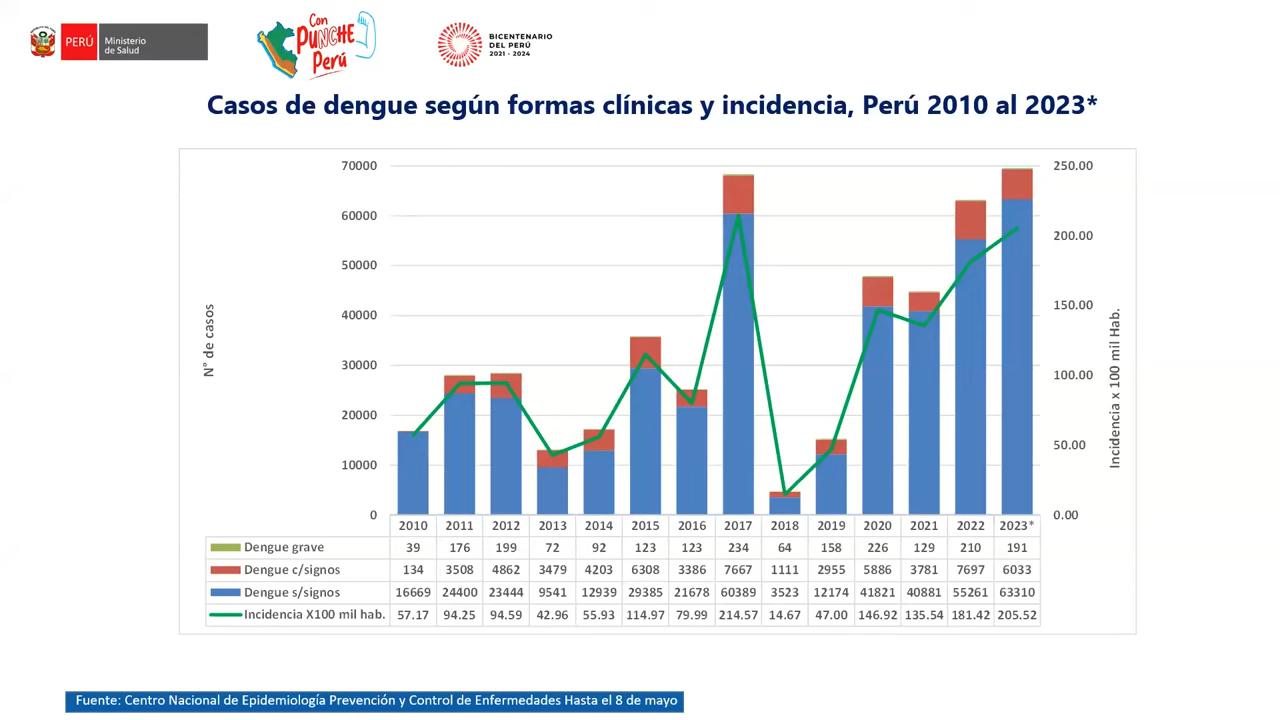 PERÚ
Ministerio
de Salud
Con
PUNCHE
Perú
BICENTENARIO
DEL PERÚ
2021 - 2024
Casos de dengue según formas clínicas y incidencia, Perú 2010 al 2023*
70000
60000
50000
40000
30000
20000
10000
0
N° de casos
250.00
200.00
150.00
100.00
50.00
0.00
Incidencia x 100 mil Hab.
2010 2011 2012 2013 2014 2015 2016 2017 2018 2019 2020 2021 2022 2023*
Dengue grave 39 176 199 72 92 123 123 234 64 158 226 129 210 191
Dengue c/signos 134 3508 4862 3479 4203 6308 3386 7667 1111 2955 5886 3781 7697 6033
Dengue s/signos 16669 24400 23444 9541 12939 29385 21678 60389 3523 12174 41821 40881 55261 63310
Incidencia X100 mil hab. 57.17 94.25 94.59 42.96 55.93 114.97 79.99 214.57 14.67 47.00 146.92 135.54 181.42 205.52
Fuente: Centro Nacional de Epidemiología Prevención y Control de Enfermedades Hasta el 8 de mayo